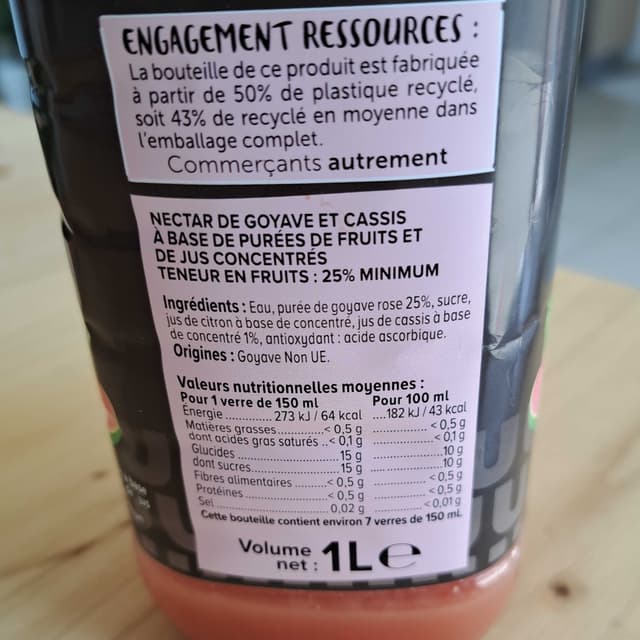 ENGAGEMENT RESSOURCES :
La bouteille de ce produit est fabriquée
à partir de 50% de plastique recyclé,
soit 43% de recyclé en moyenne dans
l'emballage complet.
Commerçants autrement
NECTAR DE GOYAVE ET CASSIS
À BASE DE PURÉES DE FRUITS ET
DE JUS CONCENTRÉS
TENEUR EN FRUITS : 25% MINIMUM
Ingrédients : Eau, purée de goyave rose 25%, sucre,
jus de citron à base de concentré, jus de cassis à base
de concentré 1%, antioxydant : acide ascorbique.
Origines : Goyave Non UE.
Valeurs nutritionnelles moyennes :
Pour 1 verre de 150 ml Pour 100 ml
Énergie ............ 273 kJ / 64 kcal ....182 kJ / 43 kcal
Matières grasses............< 0,5 g ............< 0,5 g
dont acides gras saturés ..< 0,1 g ............< 0,1 g
Glucides ............ 15 g ............10 g
dont sucres............ 15 g ............10 g
Fibres alimentaires ............< 0,5 g ............< 0,5 g
Protéines ............< 0,5 g ............< 0,5 g
Sel ............ 0,02 g ............< 0,01 g
Cette bouteille contient environ 7 verres de 150 ml.
Volume net : 1L e